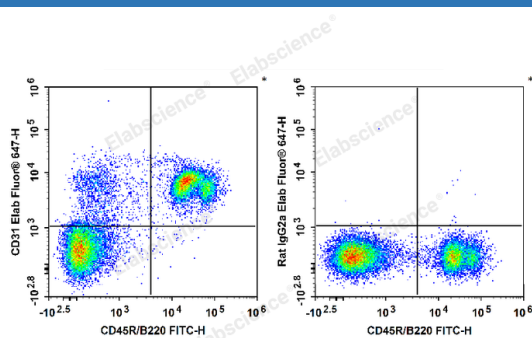 Elabscience®
* *
CD31 Elab Fluor® 647-H
10^6
10^5
10^4
10^3
-10^2.8
-10^2.5 10^3 10^4 10^5 10^6
CD45R/B220 FITC-H
Rat IgG2a Elab Fluor® 647-H
10^6
10^5
10^4
10^3
-10^2.8
-10^2.5 10^3 10^4 10^5 10^6
CD45R/B220 FITC-H
Elabscience®
Elabscience®